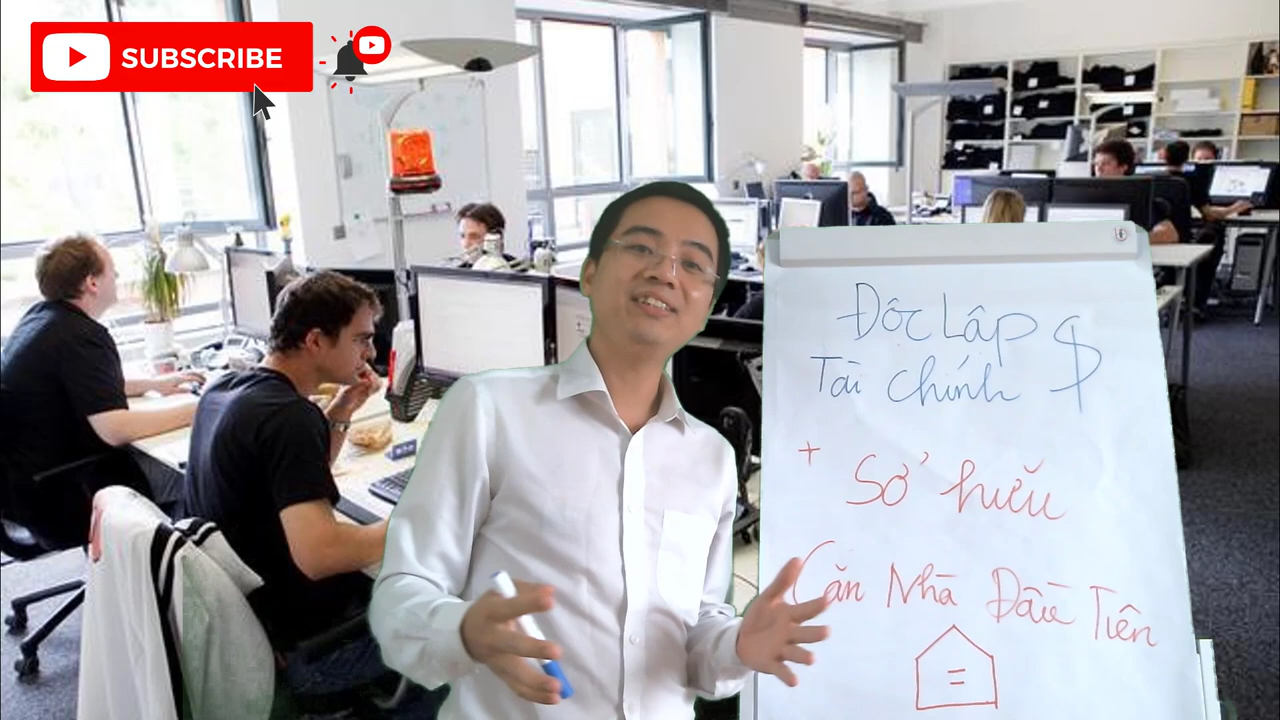 SUBSCRIBE
Độc Lập $
Tài chính
+ Sở hữu
Căn Nhà Đầu Tiên